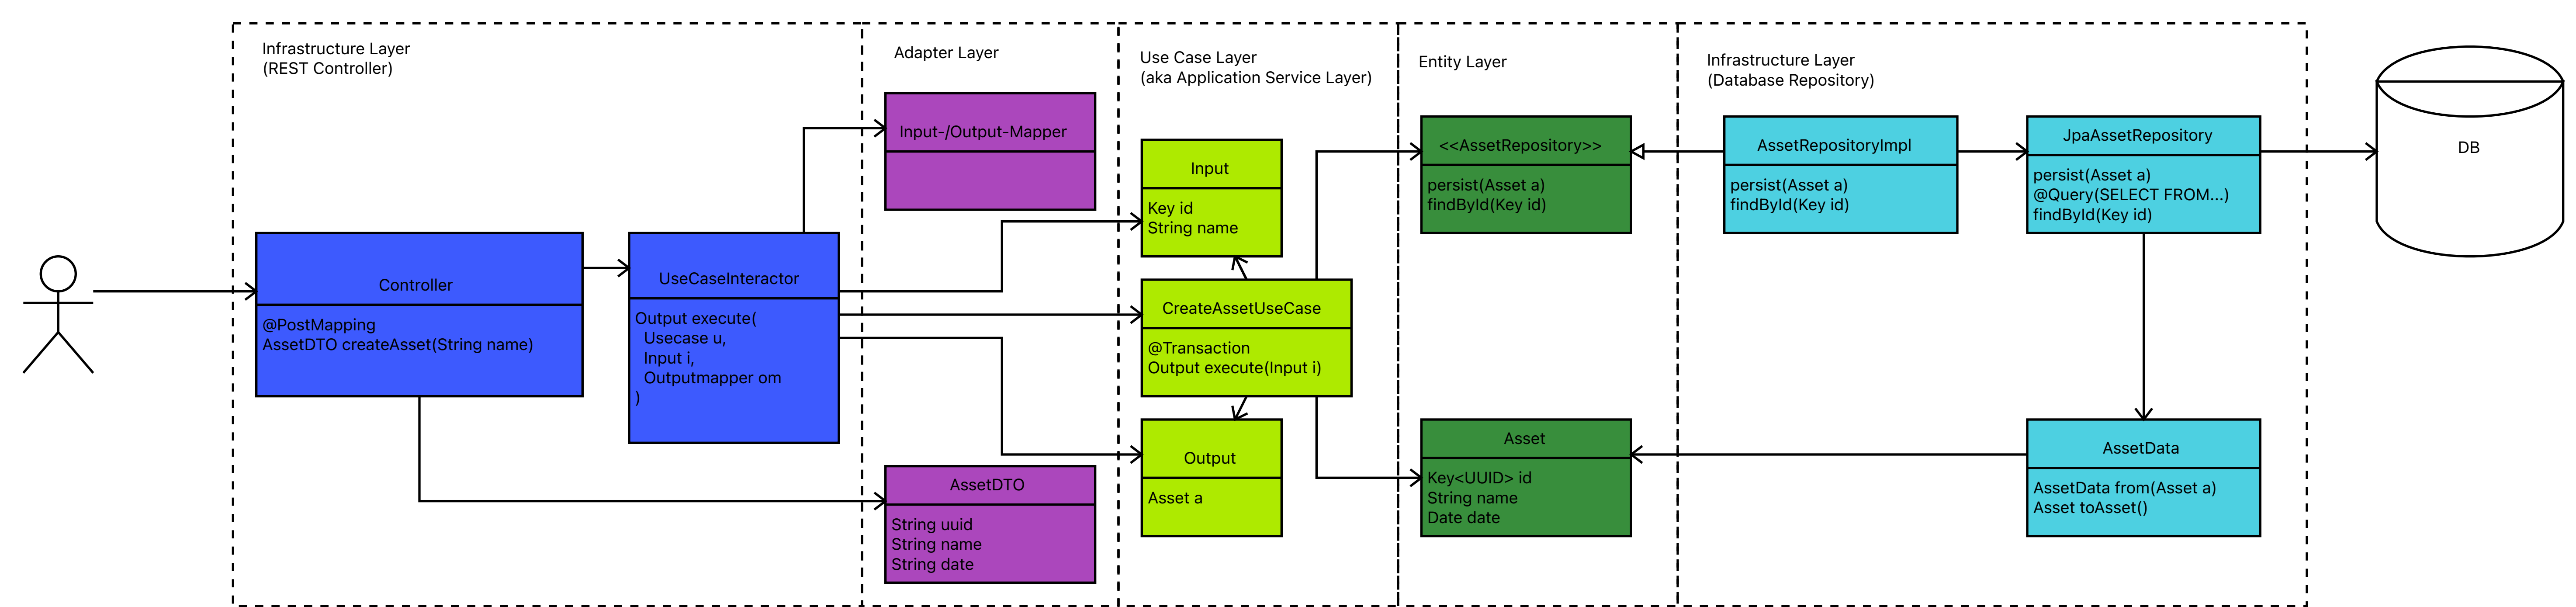 Infrastructure Layer
(REST Controller)
Adapter Layer
Use Case Layer
(aka Application Service Layer)
Entity Layer
Infrastructure Layer
(Database Repository)
Controller
@PostMapping
AssetDTO createAsset(String name)
UseCaseInteractor
Output execute(
Usecase u,
Input i,
Outputmapper om
)
Input-/Output-Mapper
AssetDTO
String uuid
String name
String date
Input
Key id
String name
CreateAssetUseCase
@Transaction
Output execute(Input i)
Output
Asset a
<<AssetRepository>>
persist(Asset a)
findById(Key id)
Asset
Key<UUID> id
String name
Date date
AssetRepositoryImpl
persist(Asset a)
findById(Key id)
JpaAssetRepository
persist(Asset a)
@Query(SELECT FROM...)
findById(Key id)
AssetData
AssetData from(Asset a)
Asset toAsset()
DB